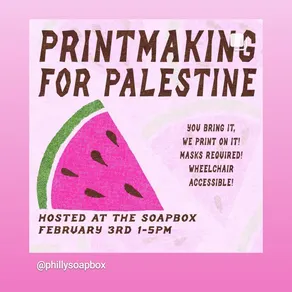 PRINTMAKING
FOR PALESTINE
YOU BRING IT,
WE PRINT ON IT!
MASKS REQUIRED!
WHEELCHAIR
ACCESSIBLE!
HOSTED AT THE SOAPBOX
FEBRUARY 3RD 1-5PM
@phillysoapbox